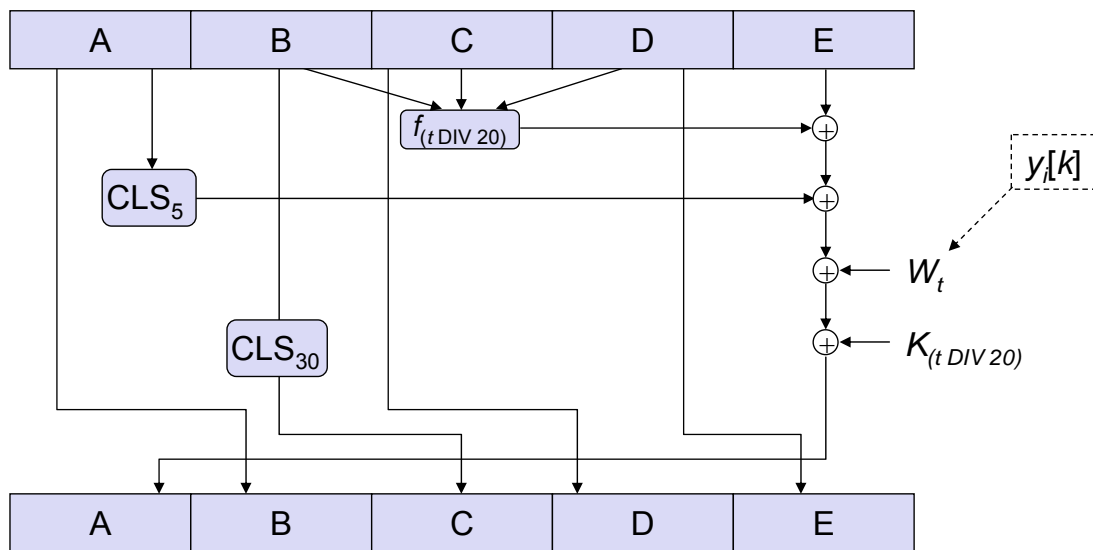 A B C D E
f(t DIV 20)
+
yi[k]
CLS5
+
+
Wt
CLS30
+
K(t DIV 20)
A B C D E